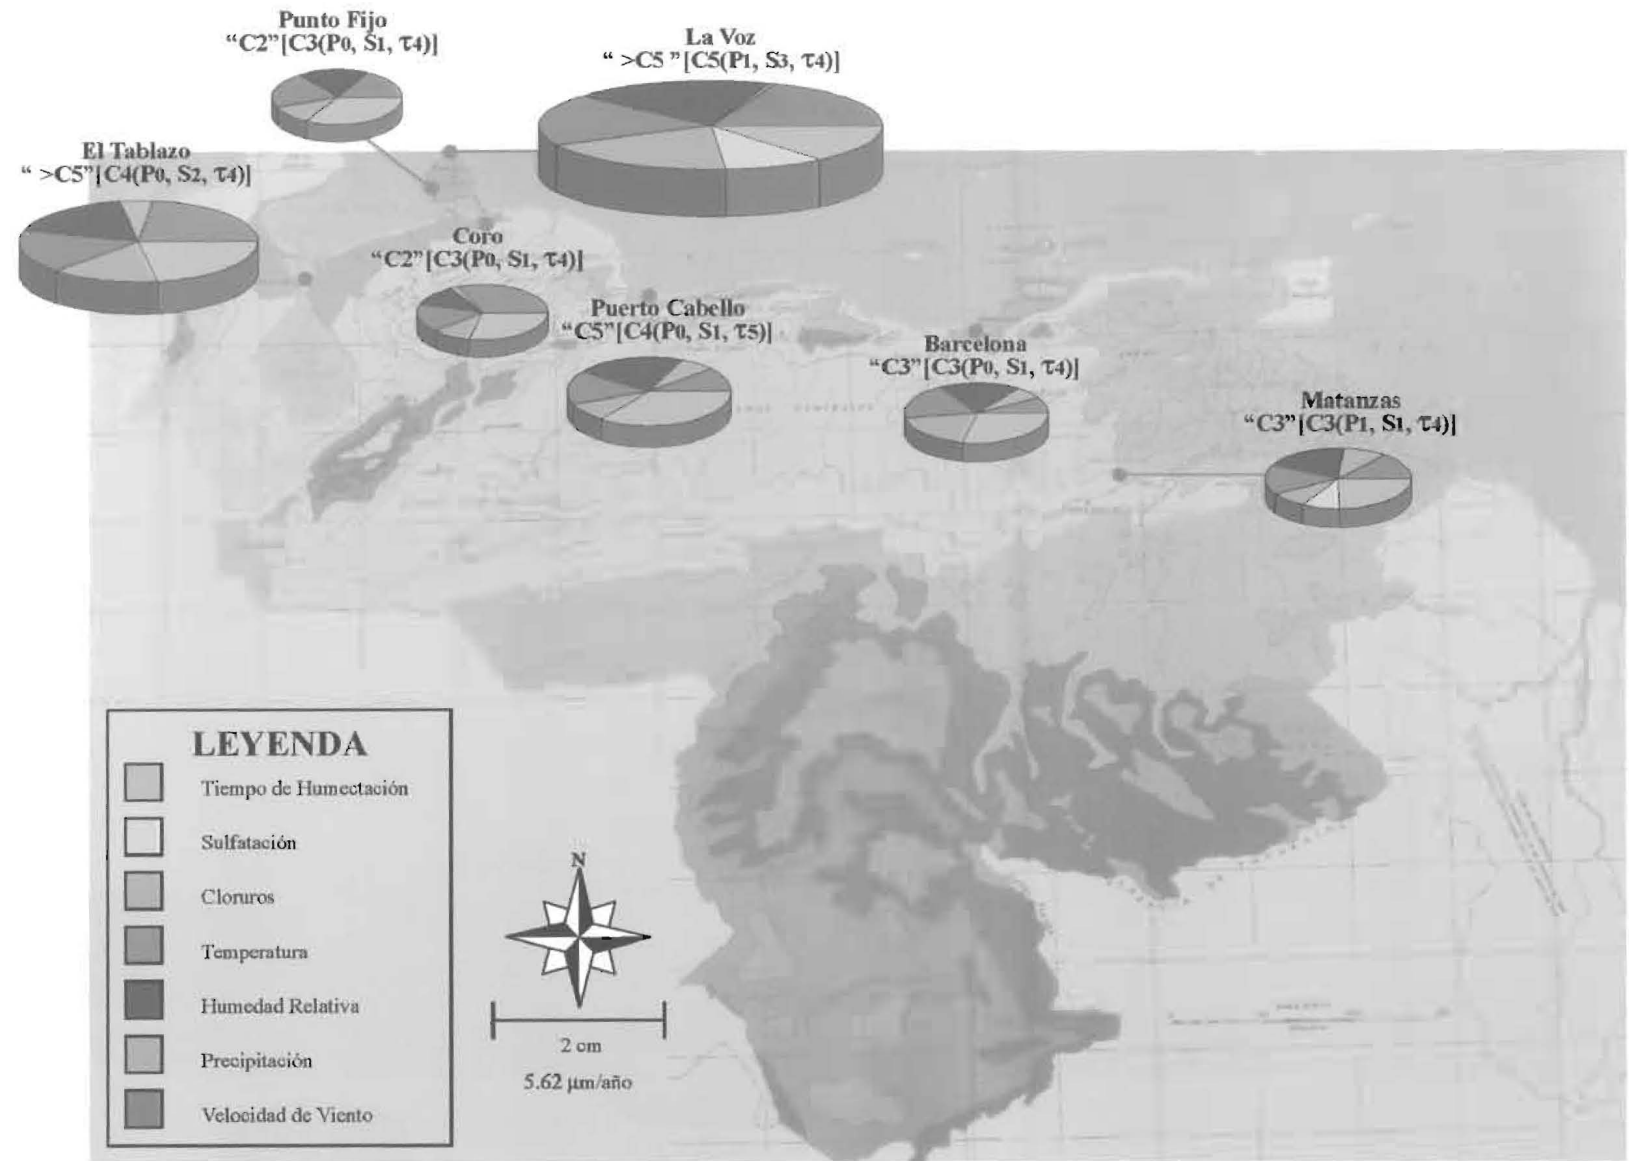 Punto Fijo
“C2”[C3(P0, S1, τ4)]
La Voz
“ >C5 ”[C5(P1, S3, τ4)]
El Tablazo
“ >C5”[C4(P0, S2, τ4)]
Coro
“C2”[C3(P0, S1, τ4)]
Puerto Cabello
“C5”[C4(P0, S1, τ5)]
Barcelona
“C3”[C3(P0, S1, τ4)]
Matanzas
“C3”[C3(P1, S1, τ4)]
LEYENDA
Tiempo de Humectación
Sulfatación
Cloruros
Temperatura
Humedad Relativa
Precipitación
Velocidad de Viento
N
2 cm
5.62 µm/año